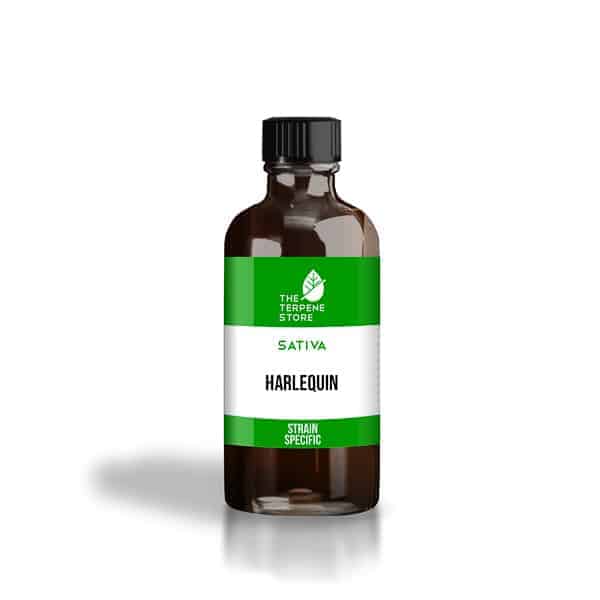 THE
TERPENE
STORE
SATIVA
HARLEQUIN
STRAIN
SPECIFIC